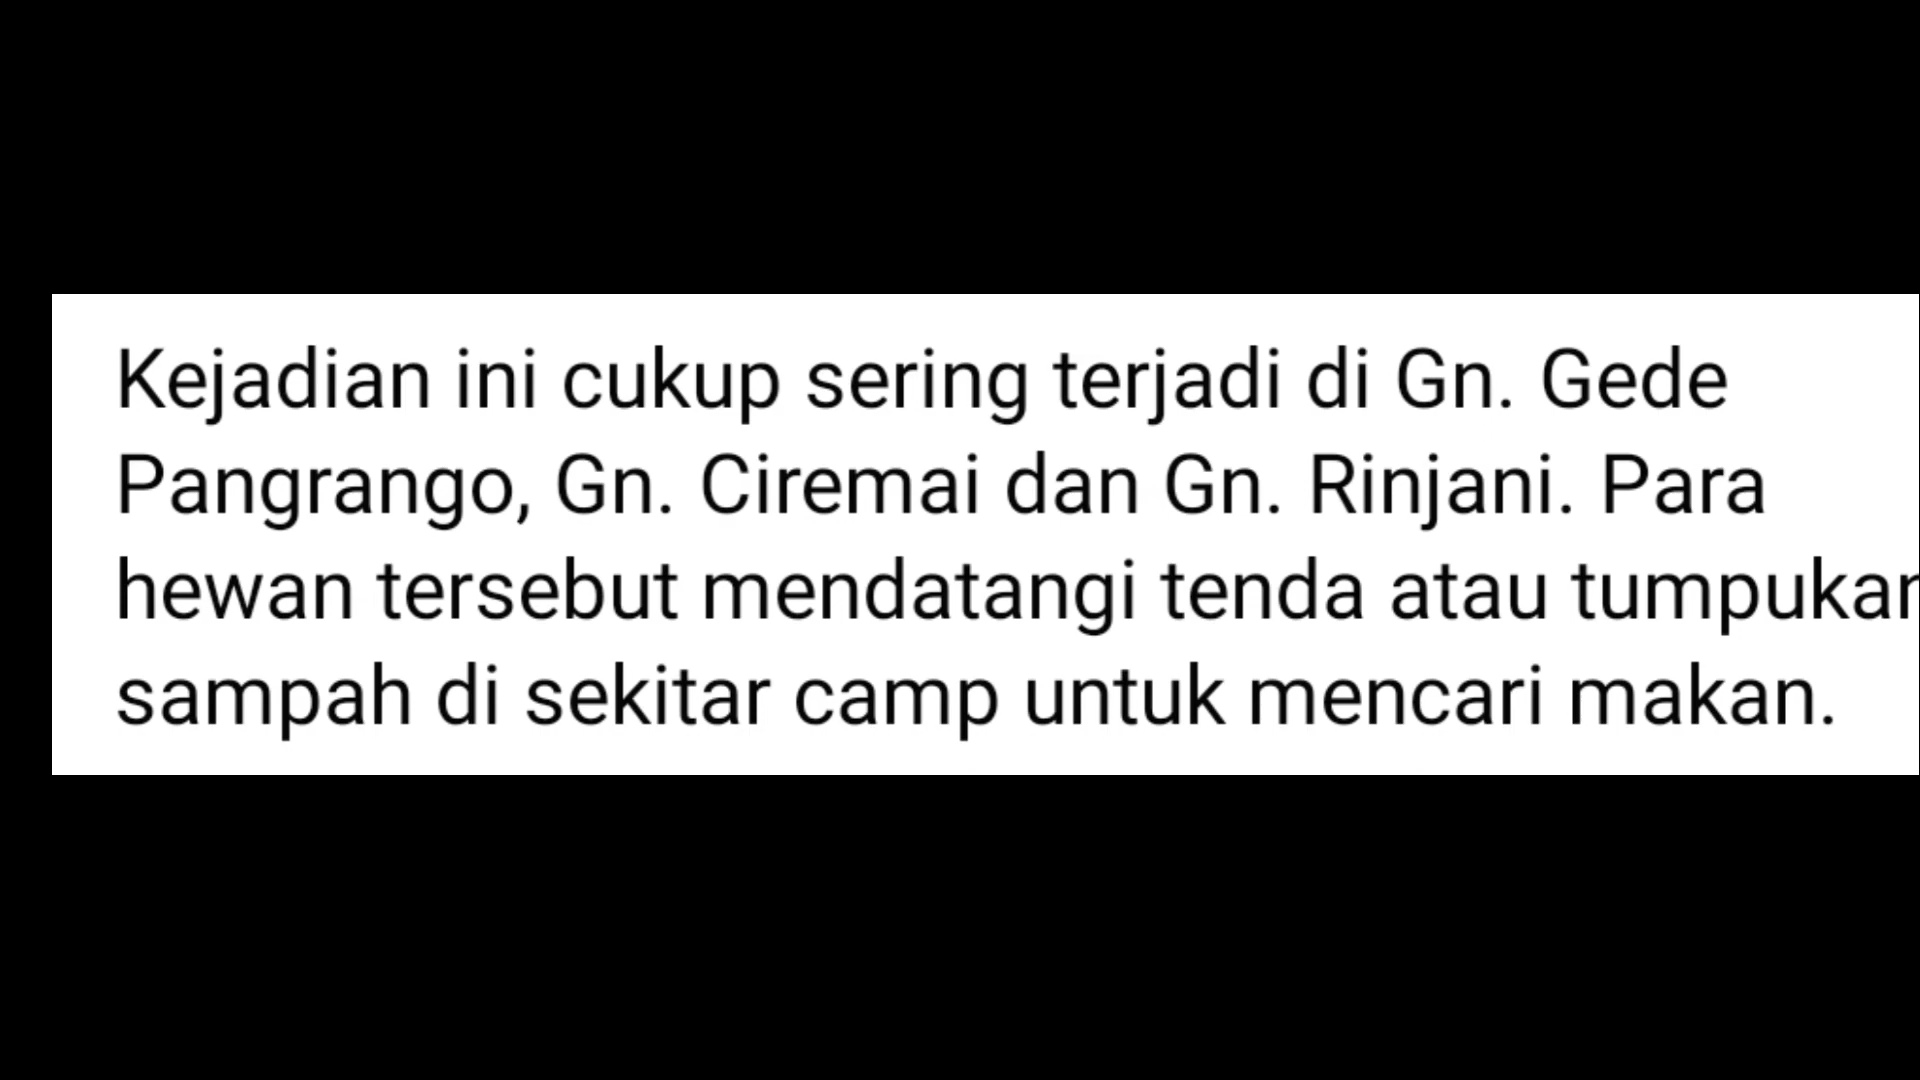 Kejadian ini cukup sering terjadi di Gn. Gede
Pangrango, Gn. Ciremai dan Gn. Rinjani. Para
hewan tersebut mendatangi tenda atau tumpukan
sampah di sekitar camp untuk mencari makan.